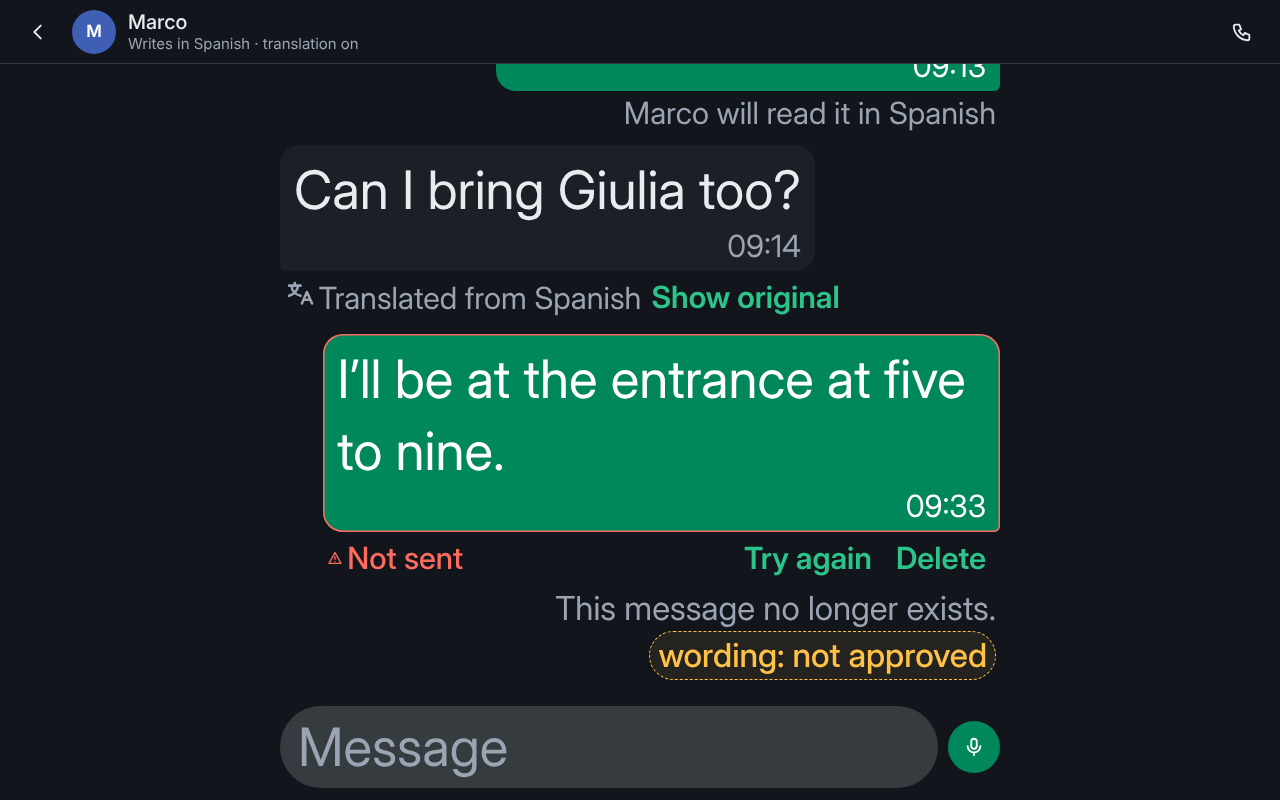 M
Marco
Writes in Spanish · translation on
09:13
Marco will read it in Spanish
Can I bring Giulia too?
09:14
Translated from Spanish Show original
I’ll be at the entrance at five
to nine.
09:33
Not sent Try again Delete
This message no longer exists.
wording: not approved
Message